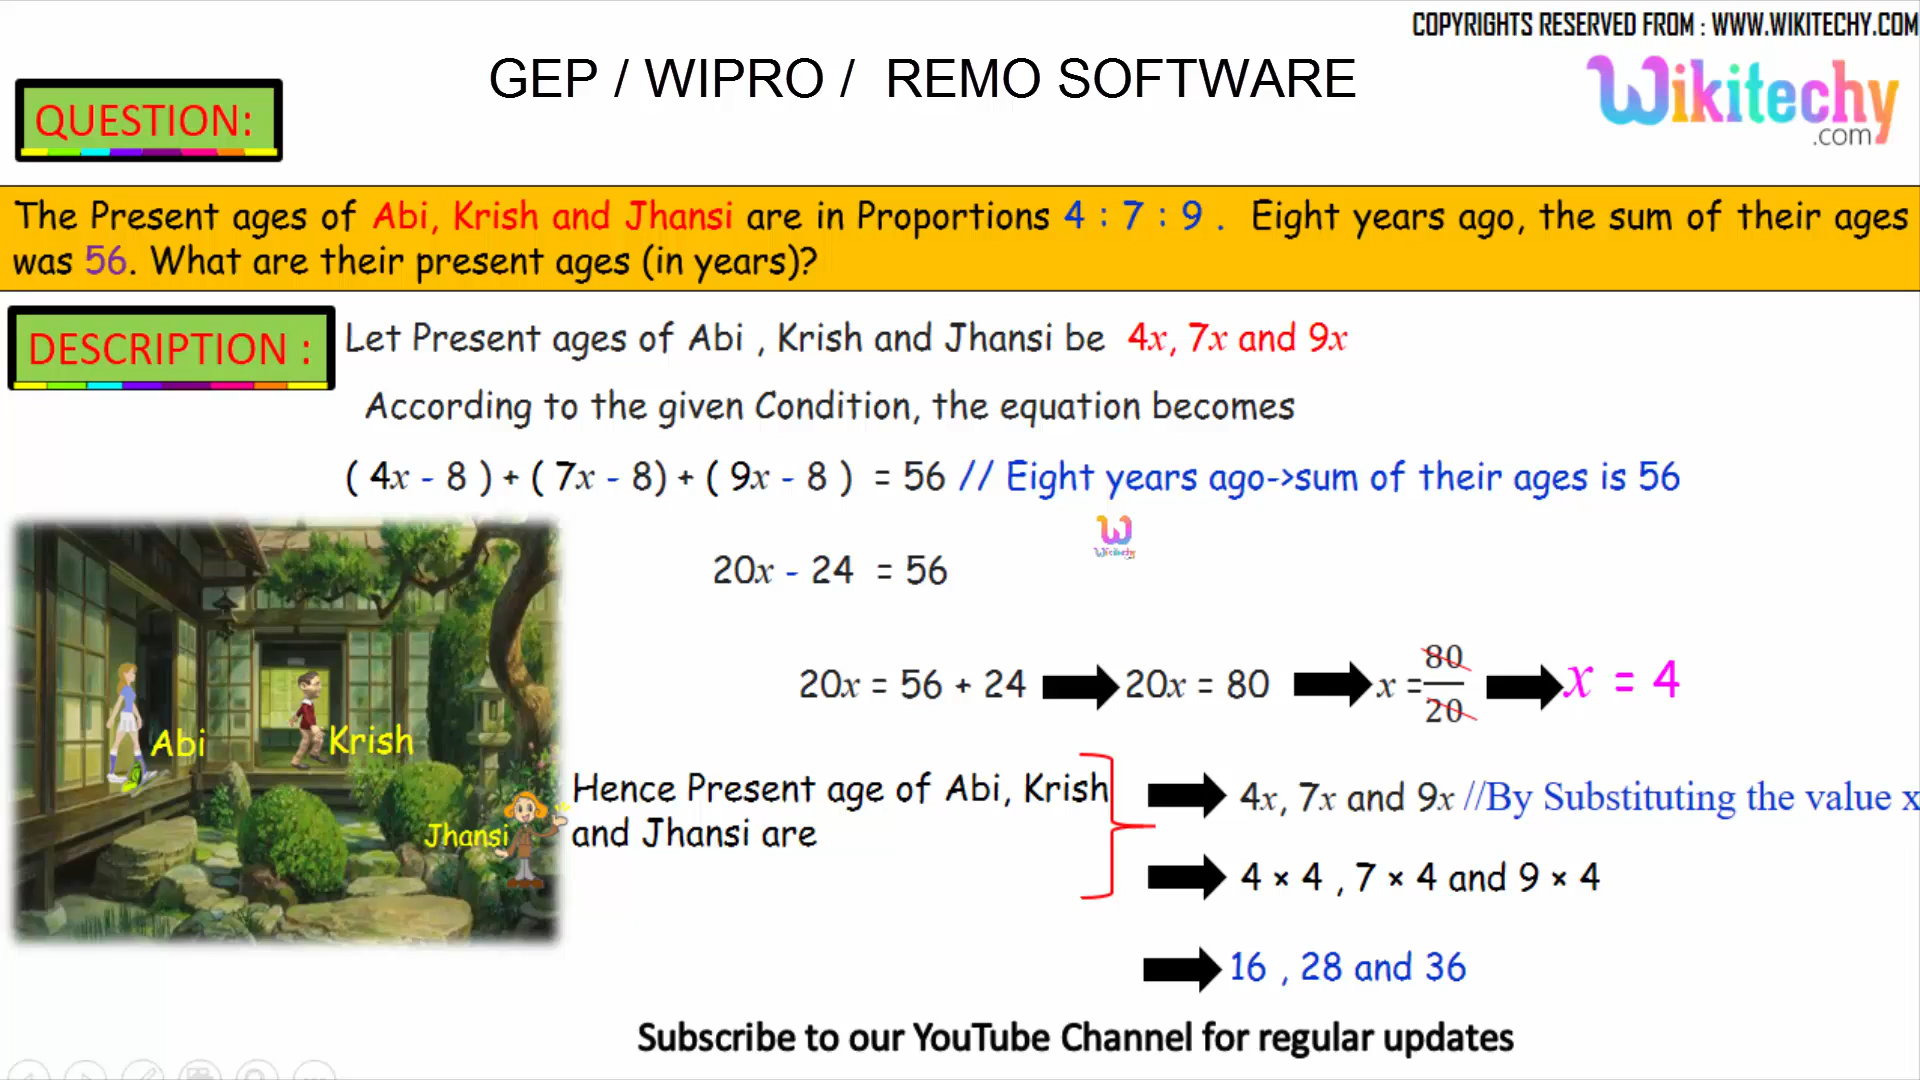 COPYRIGHTS RESERVED FROM : WWW.WIKITECHY.COM
GEP / WIPRO / REMO SOFTWARE
Wikitechy
.com
QUESTION:
The Present ages of Abi, Krish and Jhansi are in Proportions 4 : 7 : 9 . Eight years ago, the sum of their ages
was 56. What are their present ages (in years)?
DESCRIPTION :
Let Present ages of Abi , Krish and Jhansi be 4x, 7x and 9x
According to the given Condition, the equation becomes
( 4x - 8 ) + ( 7x - 8) + ( 9x - 8 ) = 56 // Eight years ago->sum of their ages is 56
W
Wikitechy
20x - 24 = 56
20x = 56 + 24 20x = 80 x = 80/20 x = 4
Abi
Krish
Jhansi
Hence Present age of Abi, Krish
and Jhansi are
4x, 7x and 9x //By Substituting the value x
4 × 4 , 7 × 4 and 9 × 4
16 , 28 and 36
Subscribe to our YouTube Channel for regular updates